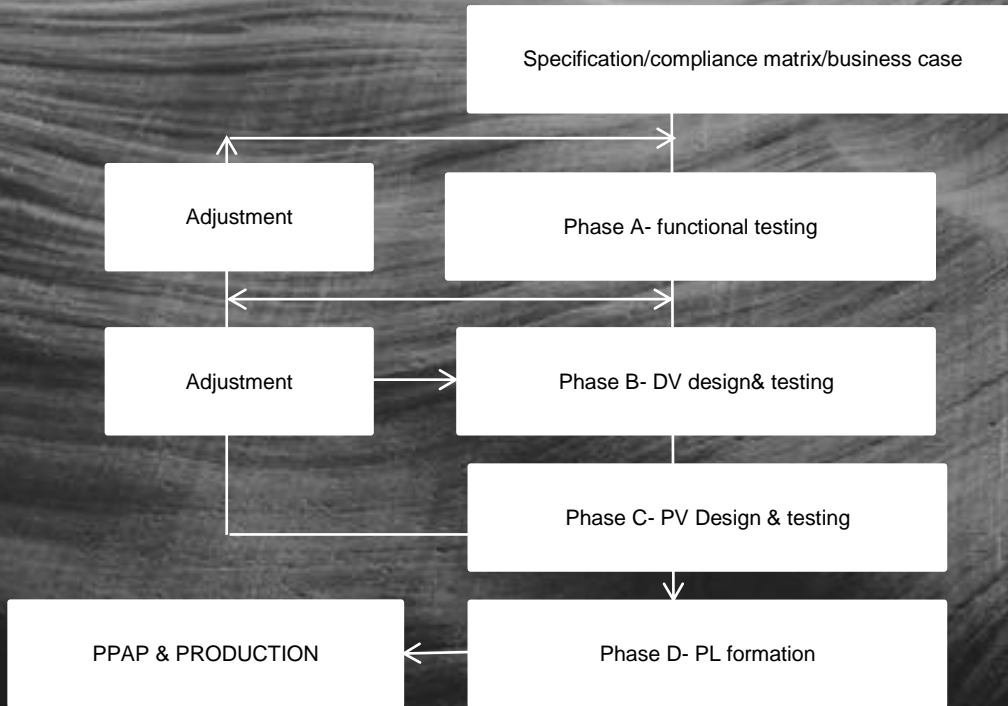 Specification/compliance matrix/business case
Adjustment
Phase A- functional testing
Adjustment
Phase B- DV design& testing
Phase C- PV Design & testing
PPAP & PRODUCTION
Phase D- PL formation